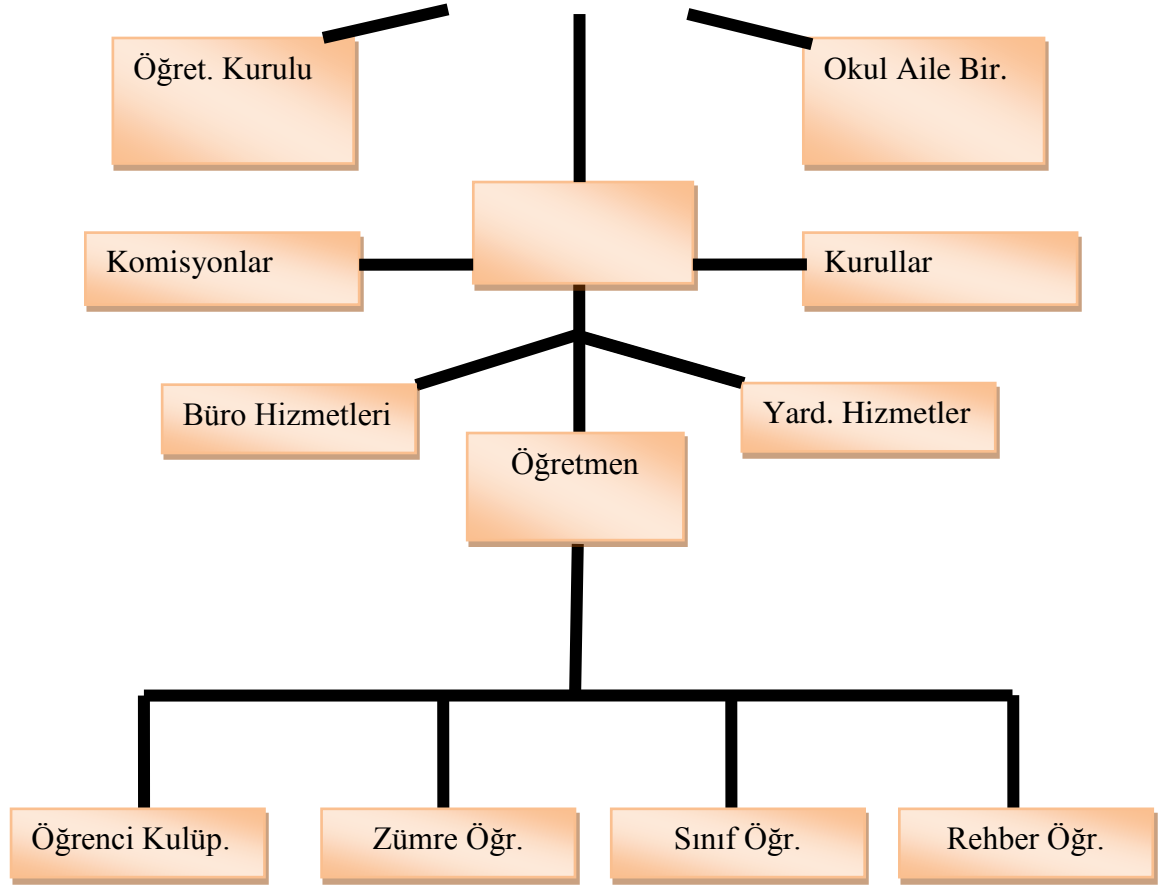 Öğret. Kurulu
Okul Aile Bir.
Komisyonlar
Kurullar
Büro Hizmetleri
Yard. Hizmetler
Öğretmen
Öğrenci Kulüp.
Zümre Öğr.
Sınıf Öğr.
Rehber Öğr.